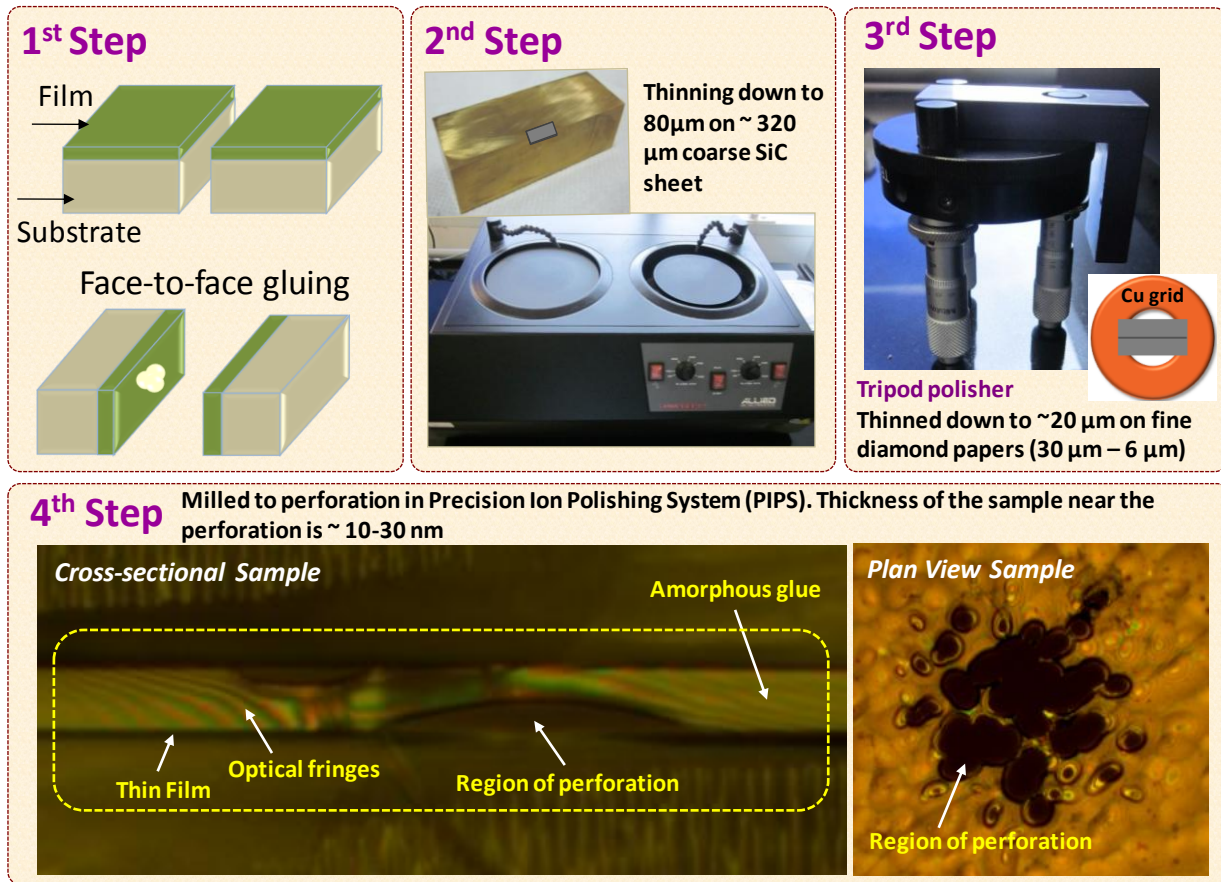 1st Step
Film
Substrate
Face-to-face gluing
2nd Step
Thinning down to
80µm on ~ 320
µm coarse SiC
sheet
ALLIED
3rd Step
Cu grid
Tripod polisher
Thinned down to ~20 µm on fine
diamond papers (30 µm – 6 µm)
4th Step
Milled to perforation in Precision Ion Polishing System (PIPS). Thickness of the sample near the
perforation is ~ 10-30 nm
Cross-sectional Sample
Amorphous glue
Optical fringes
Thin Film
Region of perforation
Plan View Sample
Region of perforation